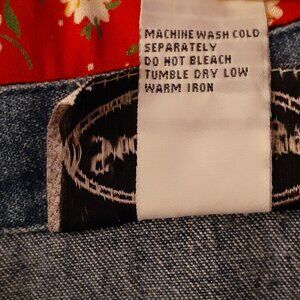 MACHINE WASH COLD
SEPARATELY
DO NOT BLEACH
TUMBLE DRY LOW
WARM IRON